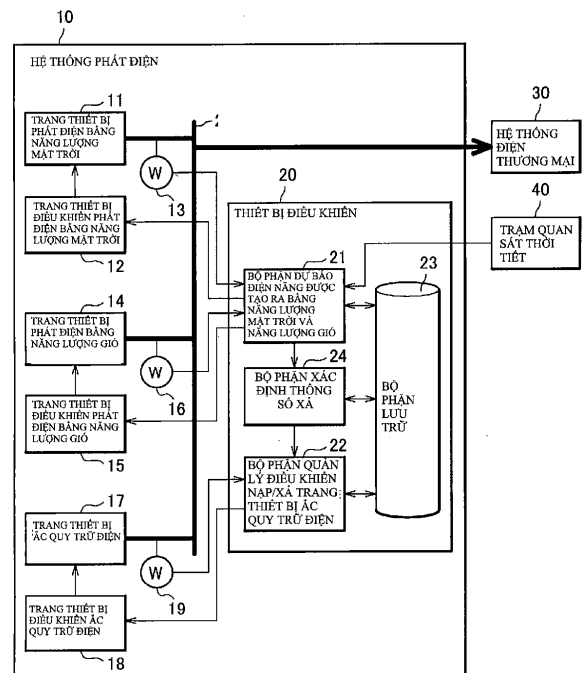 10
HỆ THỐNG PHÁT ĐIỆN
11
TRANG THIẾT BỊ
PHÁT ĐIỆN BẰNG
NĂNG LƯỢNG
MẶT TRỜI
W
13
TRANG THIẾT BỊ
ĐIỀU KHIỂN PHÁT
ĐIỆN BẰNG NĂNG
LƯỢNG MẶT TRỜI
12
14
TRANG THIẾT BỊ
PHÁT ĐIỆN BẰNG
NĂNG LƯỢNG GIÓ
W
16
TRANG THIẾT BỊ
ĐIỀU KHIỂN PHÁT
ĐIỆN BẰNG NĂNG
LƯỢNG GIÓ
15
17
TRANG THIẾT BỊ
ẮC QUY TRỮ ĐIỆN
W
19
TRANG THIẾT BỊ
ĐIỀU KHIỂN ẮC
QUY TRỮ ĐIỆN
18
20
THIẾT BỊ ĐIỀU KHIỂN
21
BỘ PHẬN DỰ BÁO
ĐIỆN NĂNG ĐƯỢC
TẠO RA BẰNG
NĂNG LƯỢNG
MẶT TRỜI VÀ
NĂNG LƯỢNG GIÓ
24
BỘ PHẬN XÁC
ĐỊNH THÔNG
SỐ XẢ
22
BỘ PHẬN QUẢN
LÝ ĐIỀU KHIỂN
NẠP/XẢ TRANG
THIẾT BỊ ẮC
QUY TRỮ ĐIỆN
23
BỘ
PHẬN
LƯU
TRỮ
30
HỆ THỐNG
ĐIỆN
THƯƠNG
MẠI
40
TRẠM QUAN
SÁT THỜI
TIẾT